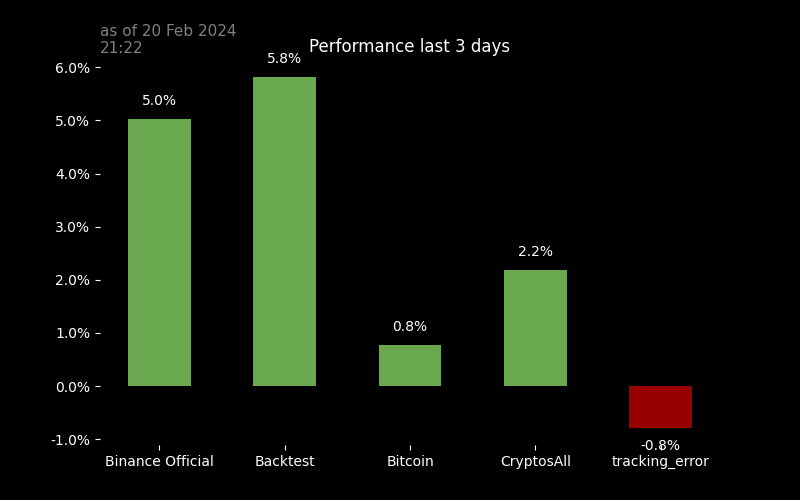 as of 20 Feb 2024
21:22
Performance last 3 days
6.0%
5.0%
4.0%
3.0%
2.0%
1.0%
0.0%
-1.0%
5.0%
5.8%
0.8%
2.2%
-0.8%
Binance Official
Backtest
Bitcoin
CryptosAll
tracking_error